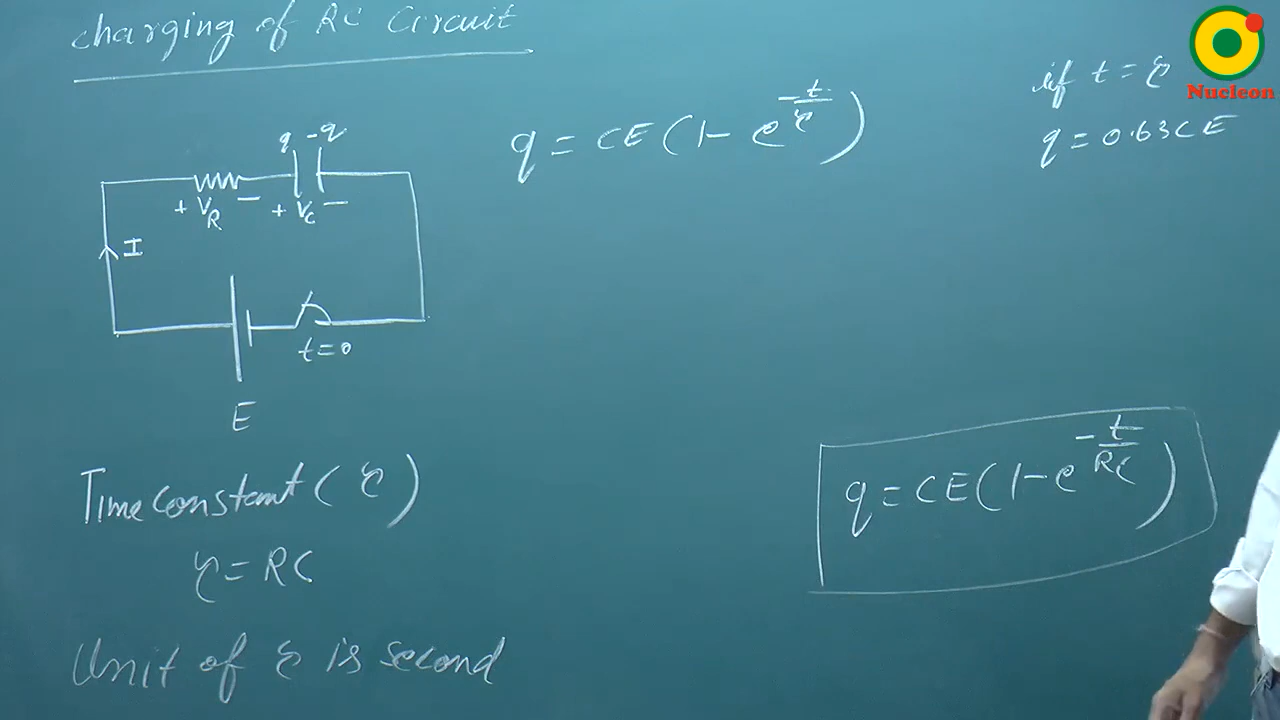 charging of RC Circuit
q = CE(1 - e^{-t/τ})
if t = τ
q = 0.63CE
Nucleon
q -q
+ V_R - + V_C -
I
t=0
E
Time constant (τ)
τ = RC
Unit of τ is second
q = CE(1 - e^{-t/RC})